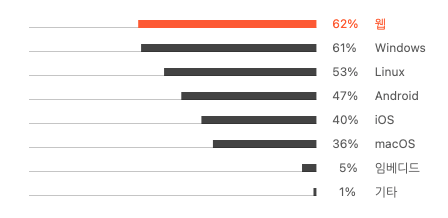 62% 웹
61% Windows
53% Linux
47% Android
40% iOS
36% macOS
5% 임베디드
1% 기타